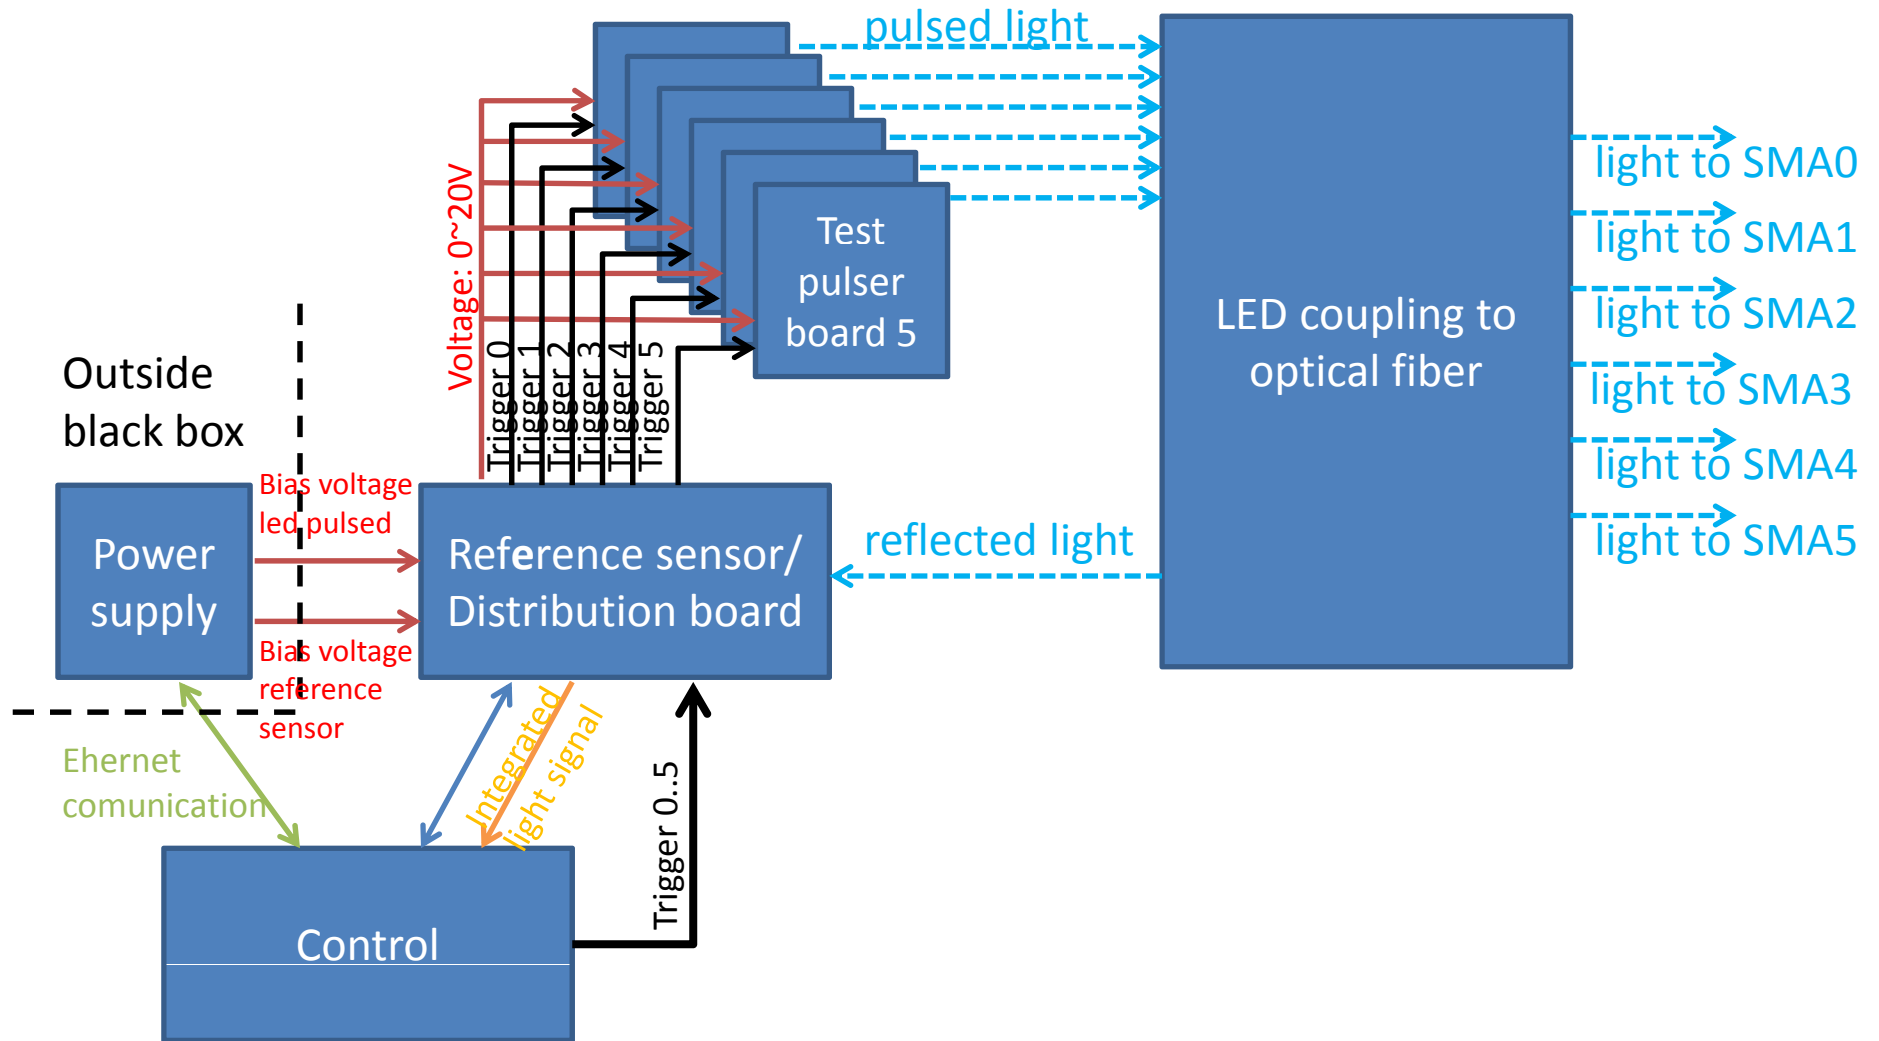 pulsed light
Voltage: 0~20V
Trigger 0
Trigger 1
Trigger 2
Trigger 3
Trigger 4
Trigger 5
Test
pulser
board 5
LED coupling to
optical fiber
light to SMA0
light to SMA1
light to SMA2
light to SMA3
light to SMA4
light to SMA5
Outside
black box
Bias voltage
led pulsed
Power
supply
Reference sensor/
Distribution board
reflected light
Bias voltage
reference
sensor
Ehernet
comunication
Integrated
light signal
Trigger 0..5
Control